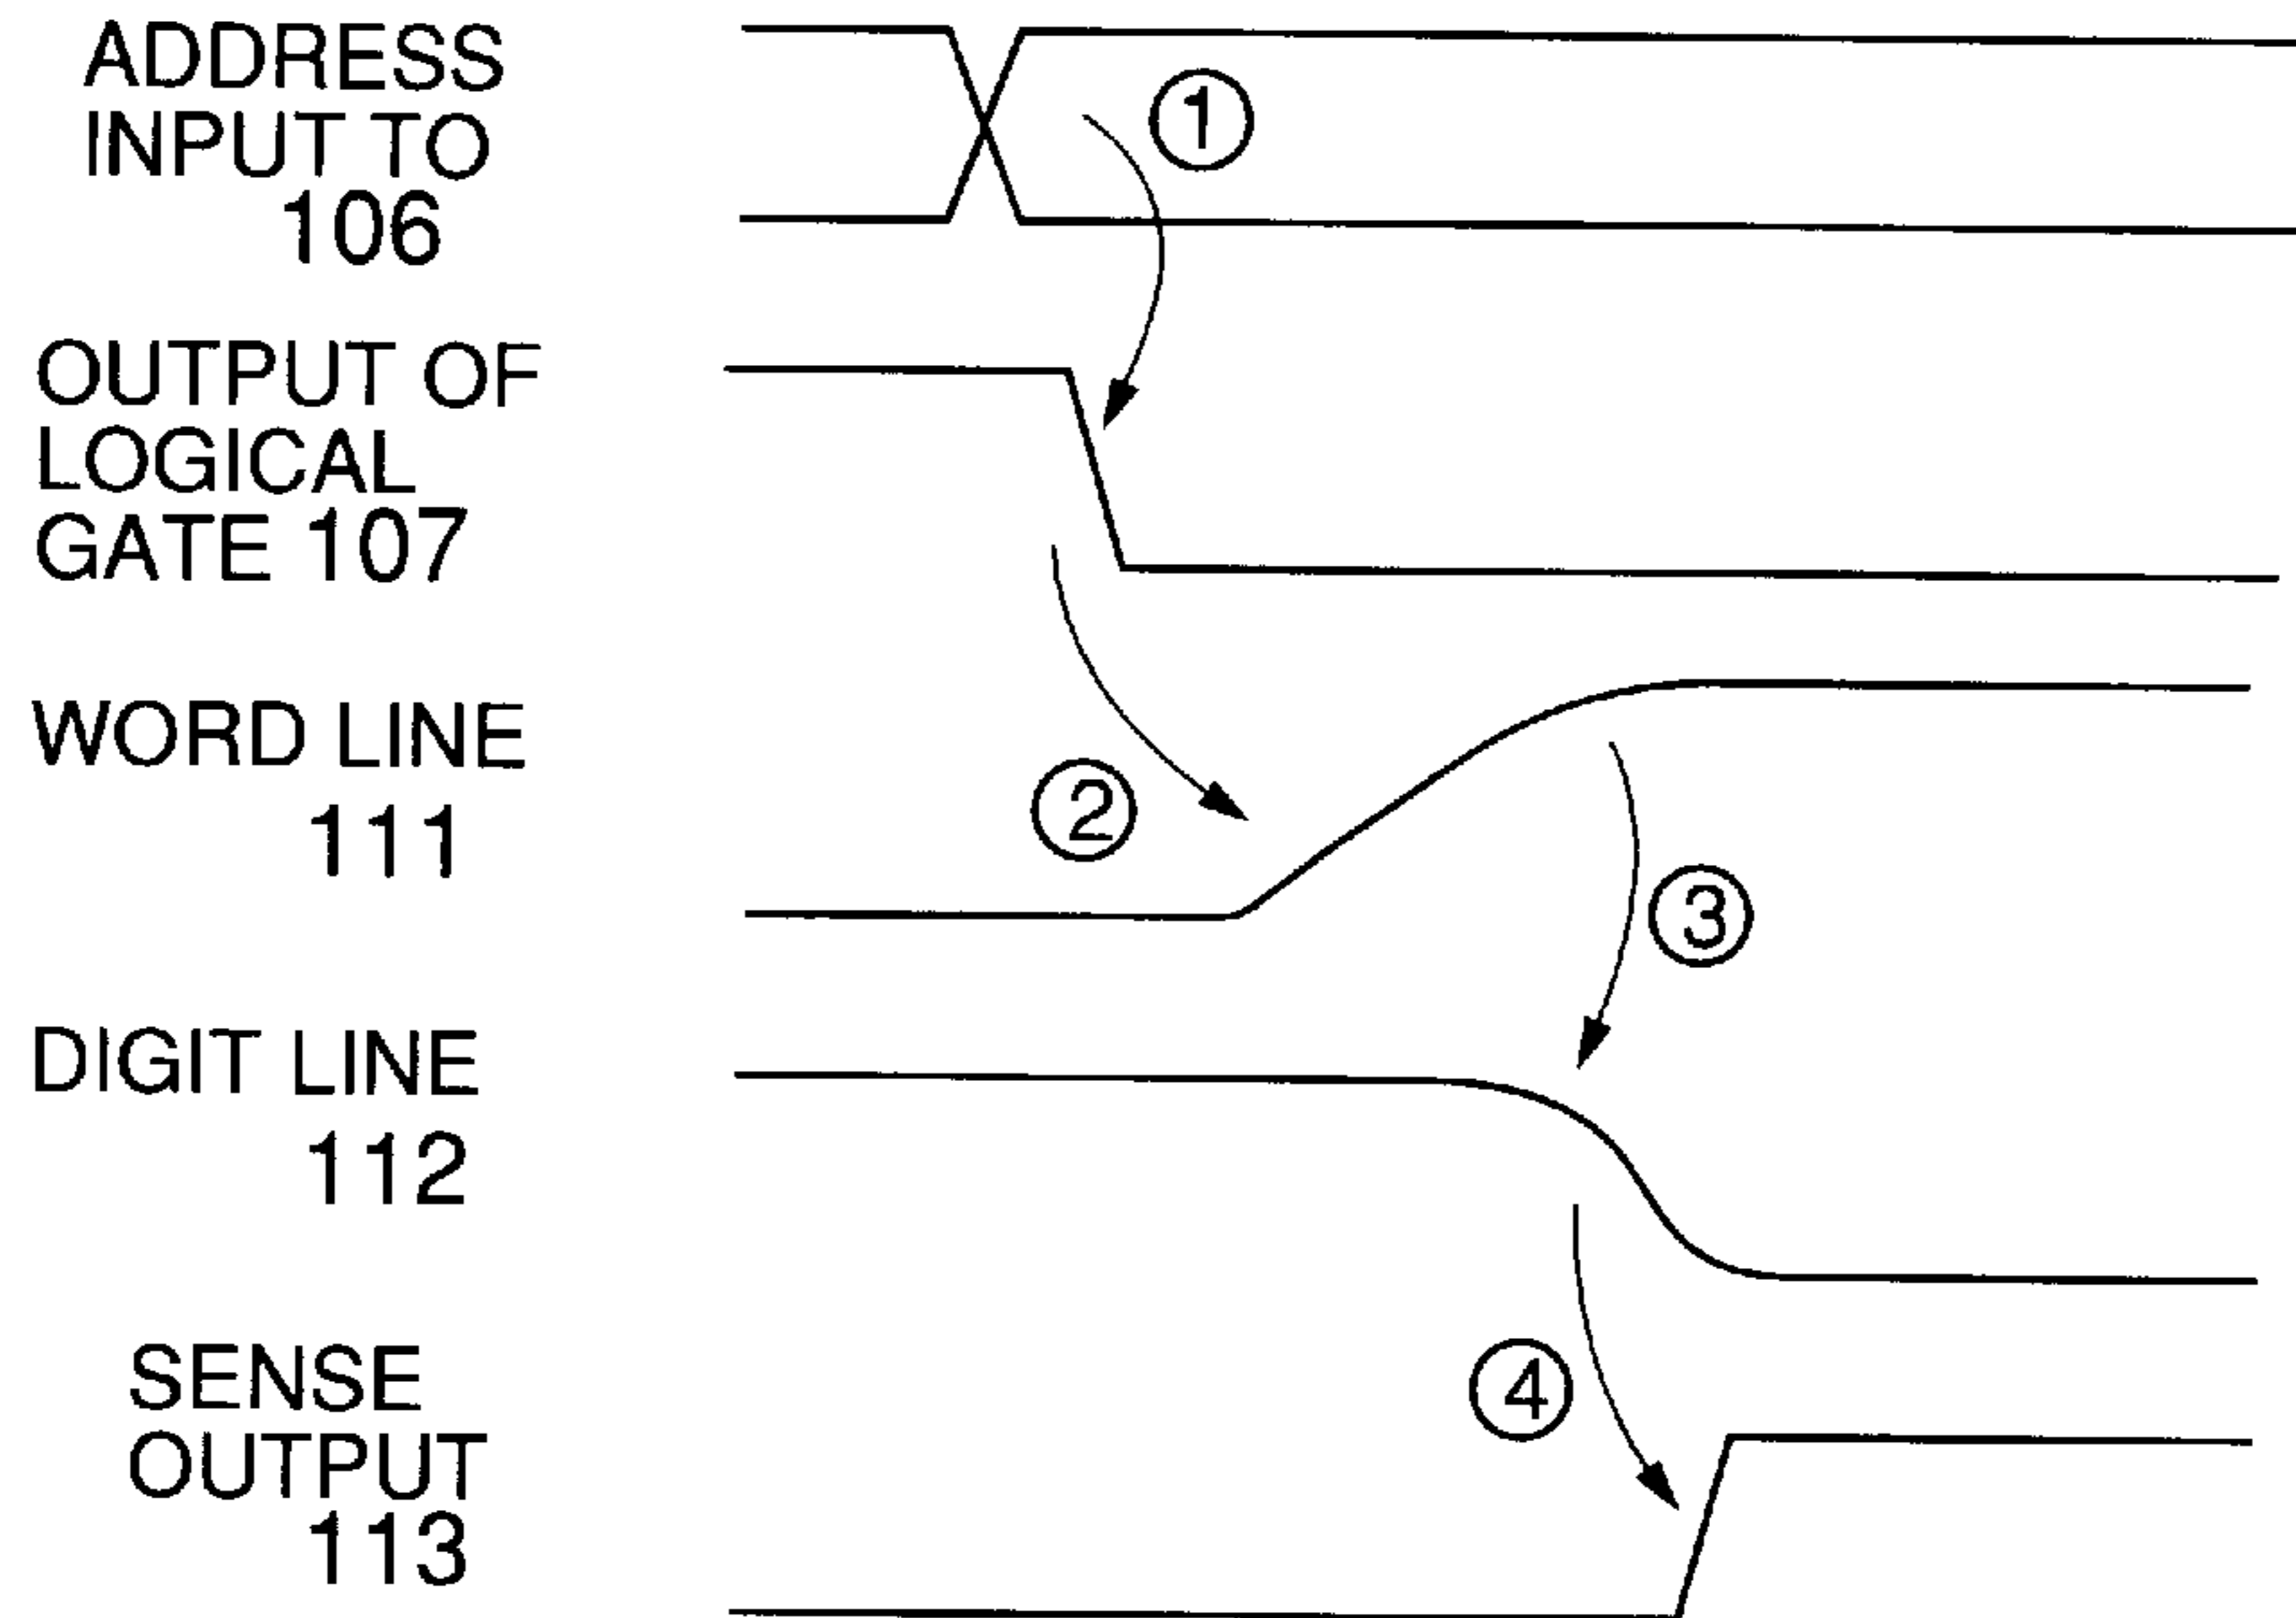 ADDRESS
INPUT TO
106
1
OUTPUT OF
LOGICAL
GATE 107
WORD LINE
111
2
3
DIGIT LINE
112
SENSE
OUTPUT
113
4